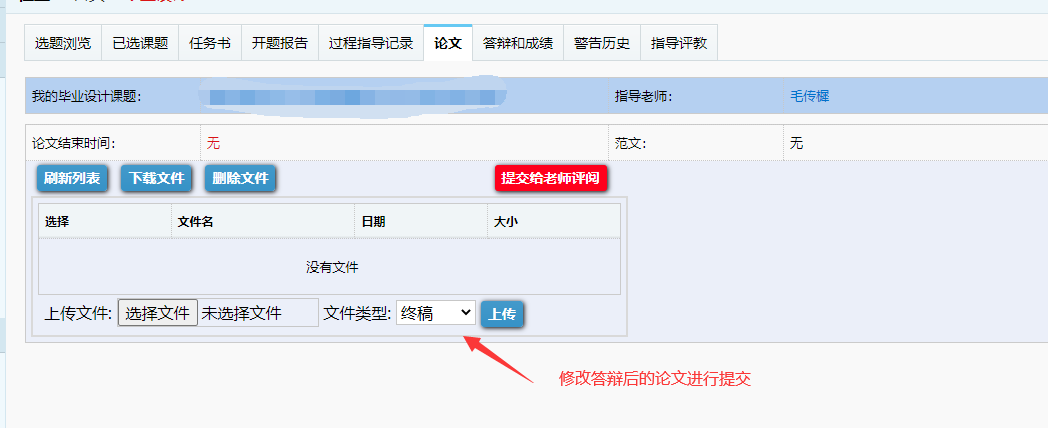 选题浏览 已选课题 任务书 开题报告 过程指导记录 论文 答辩和成绩 警告历史 指导评教
我的毕业设计课题: 指导老师: 毛传樨
论文结束时间: 无 范文: 无
刷新列表 下载文件 删除文件 提交给老师评阅
选择 文件名 日期 大小
没有文件
上传文件: 选择文件 未选择文件 文件类型: 终稿 上传
修改答辩后的论文进行提交